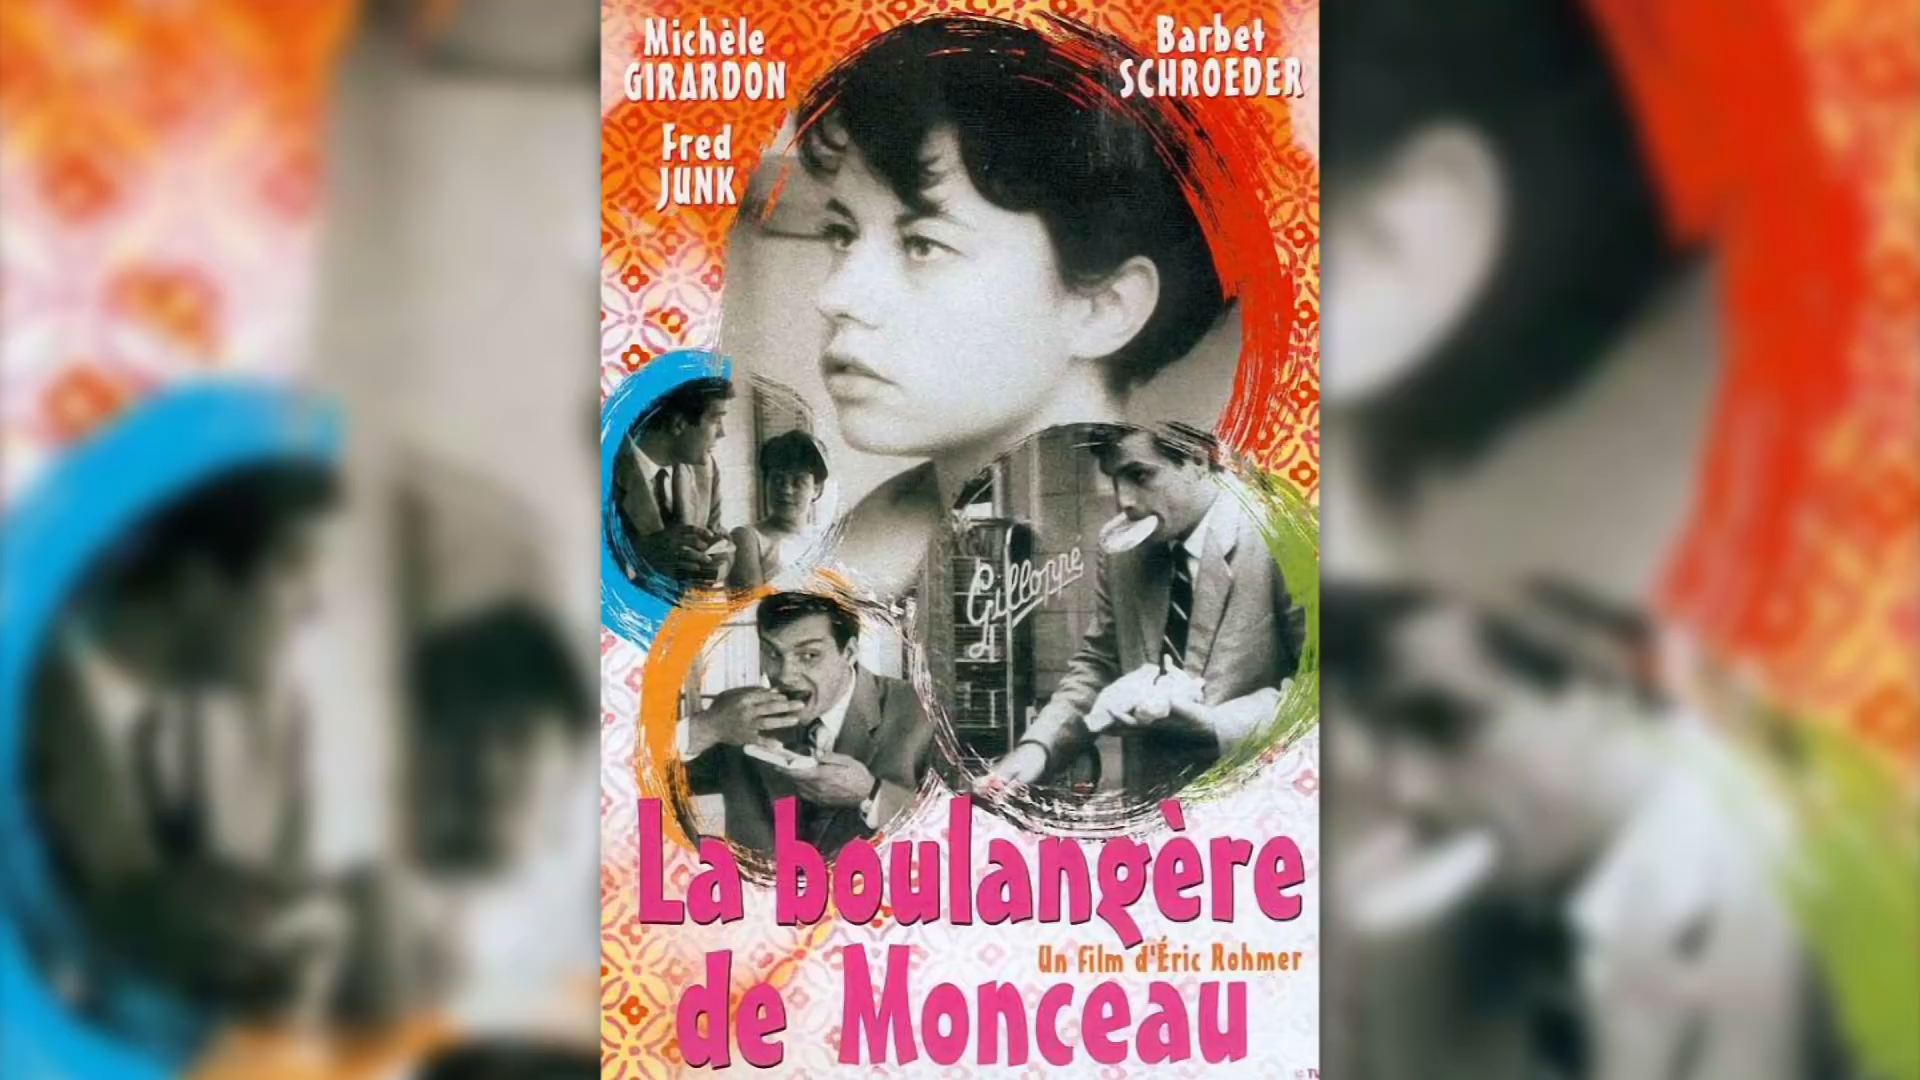 Michèle
GIRARDON
Barbet
SCHROEDER
Fred
JUNK
Gilloppé
La boulangère
Un film d'Éric Rohmer
de Monceau